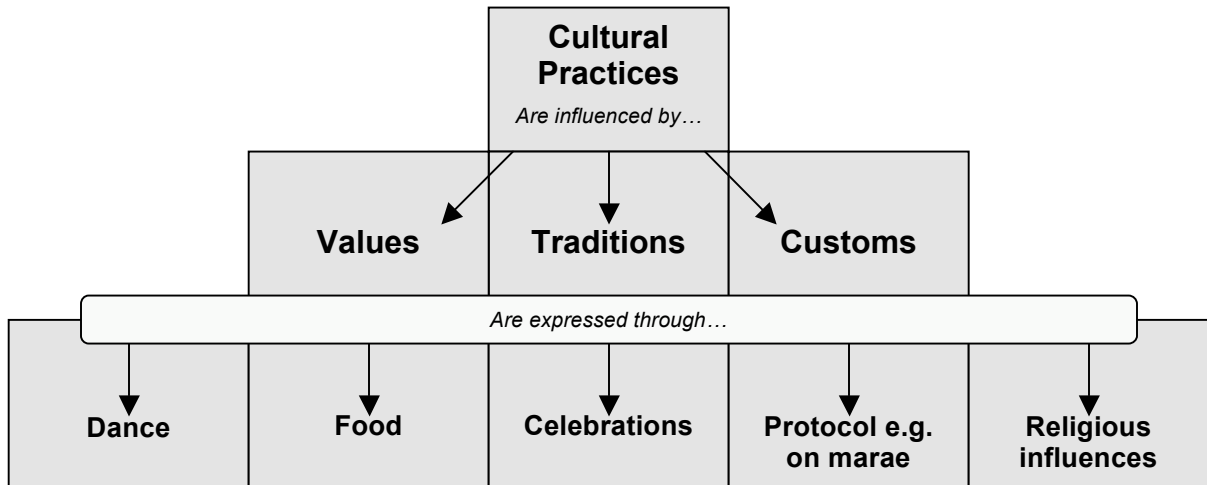 Cultural
Practices
Are influenced by…
Values
Traditions
Customs
Are expressed through…
Dance
Food
Celebrations
Protocol e.g.
on marae
Religious
influences